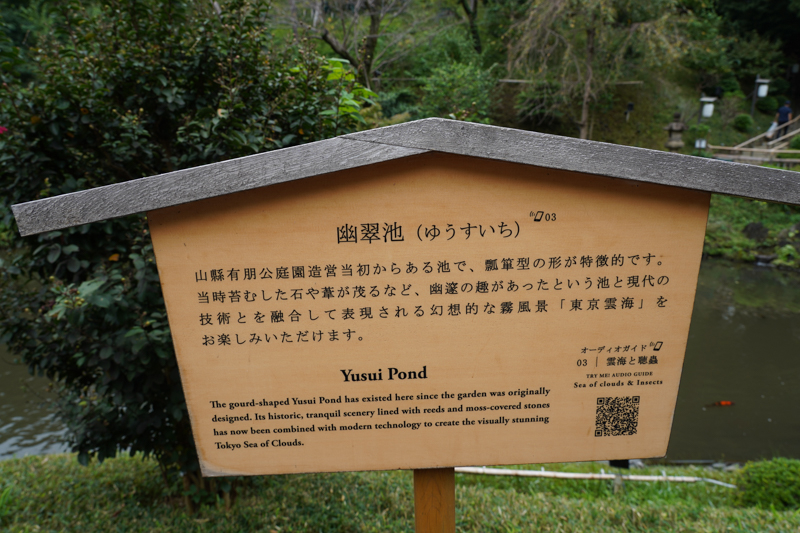 幽翠池（ゆうすいち） 03
山縣有朋公庭園造営当初からある池で、瓢箪型の形が特徴的です。
当時苔むした石や葦が茂るなど、幽邃の趣があったという池と現代の
技術とを融合して表現される幻想的な霧風景「東京雲海」を
お楽しみいただけます。
オーディオガイド
03 ｜ 雲海と聴蟲
TRY ME! AUDIO GUIDE
Sea of clouds & Insects
Yusui Pond
The gourd-shaped Yusui Pond has existed here since the garden was originally
designed. Its historic, tranquil scenery lined with reeds and moss-covered stones
has now been combined with modern technology to create the visually stunning
Tokyo Sea of Clouds.